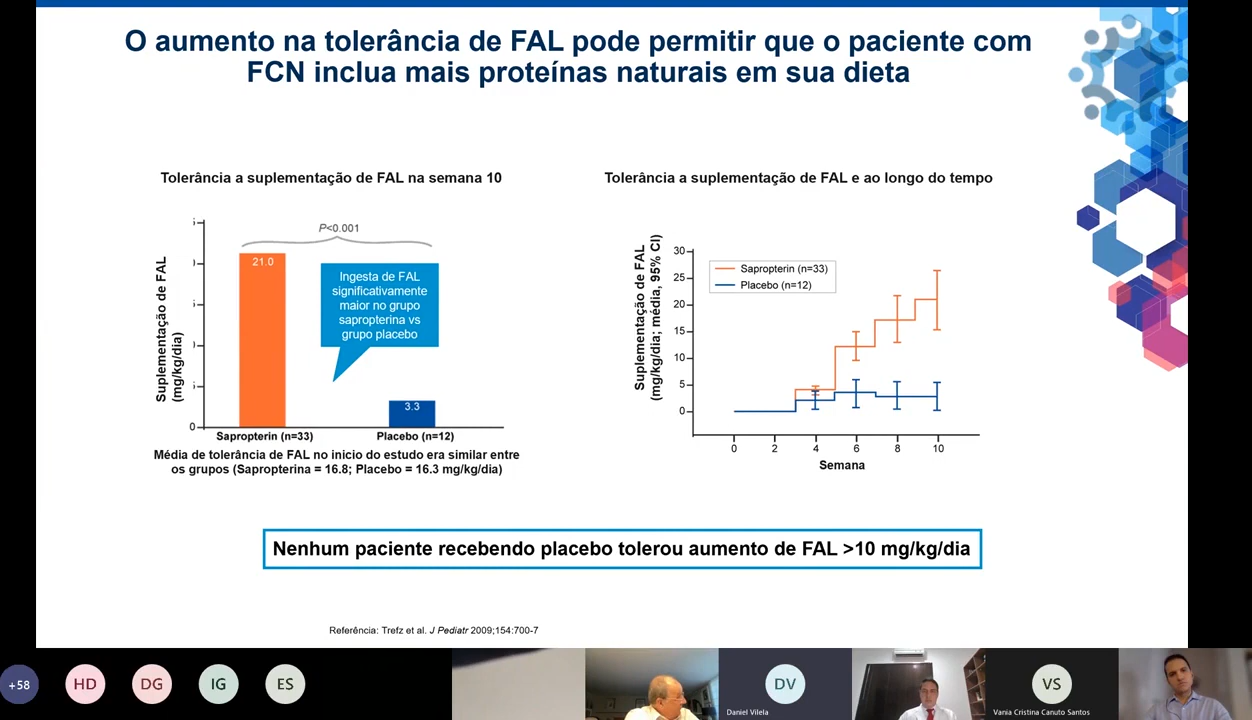 O aumento na tolerância de FAL pode permitir que o paciente com
FCN inclua mais proteínas naturais em sua dieta
Tolerância a suplementação de FAL na semana 10
Suplementação de FAL
(mg/kg/dia)
P<0.001
21.0
Ingesta de FAL
significativamente
maior no grupo
sapropterina vs
grupo placebo
3.3
0
Sapropterin (n=33)
Placebo (n=12)
Média de tolerância de FAL no inicio do estudo era similar entre
os grupos (Sapropterina = 16.8; Placebo = 16.3 mg/kg/dia)
Tolerância a suplementação de FAL e ao longo do tempo
Suplementação de FAL
(mg/kg/dia; média, 95% CI)
30
25
20
15
10
5
0
Sapropterin (n=33)
Placebo (n=12)
0 2 4 6 8 10
Semana
Nenhum paciente recebendo placebo tolerou aumento de FAL >10 mg/kg/dia
Referência: Trefz et al. J Pediatr 2009;154:700-7
+58
HD
DG
IG
ES
DV
Daniel Vilela
VS
Vania Cristina Canuto Santos